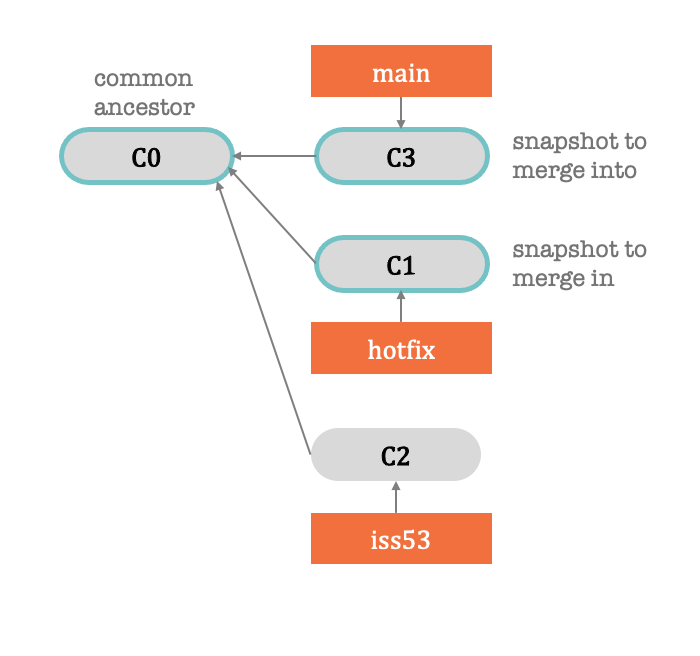 main
common
ancestor
C0
C3
snapshot to
merge into
C1
snapshot to
merge in
hotfix
C2
iss53